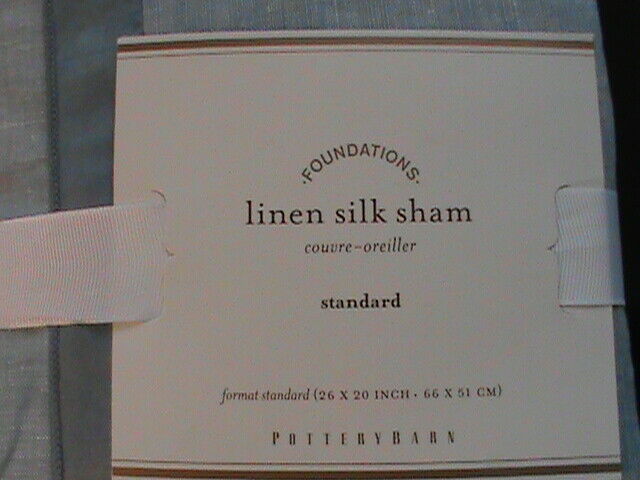 ·FOUNDATIONS·
linen silk sham
couvre-oreiller
standard
format standard (26 X 20 INCH · 66 X 51 CM)
POTTERYBARN